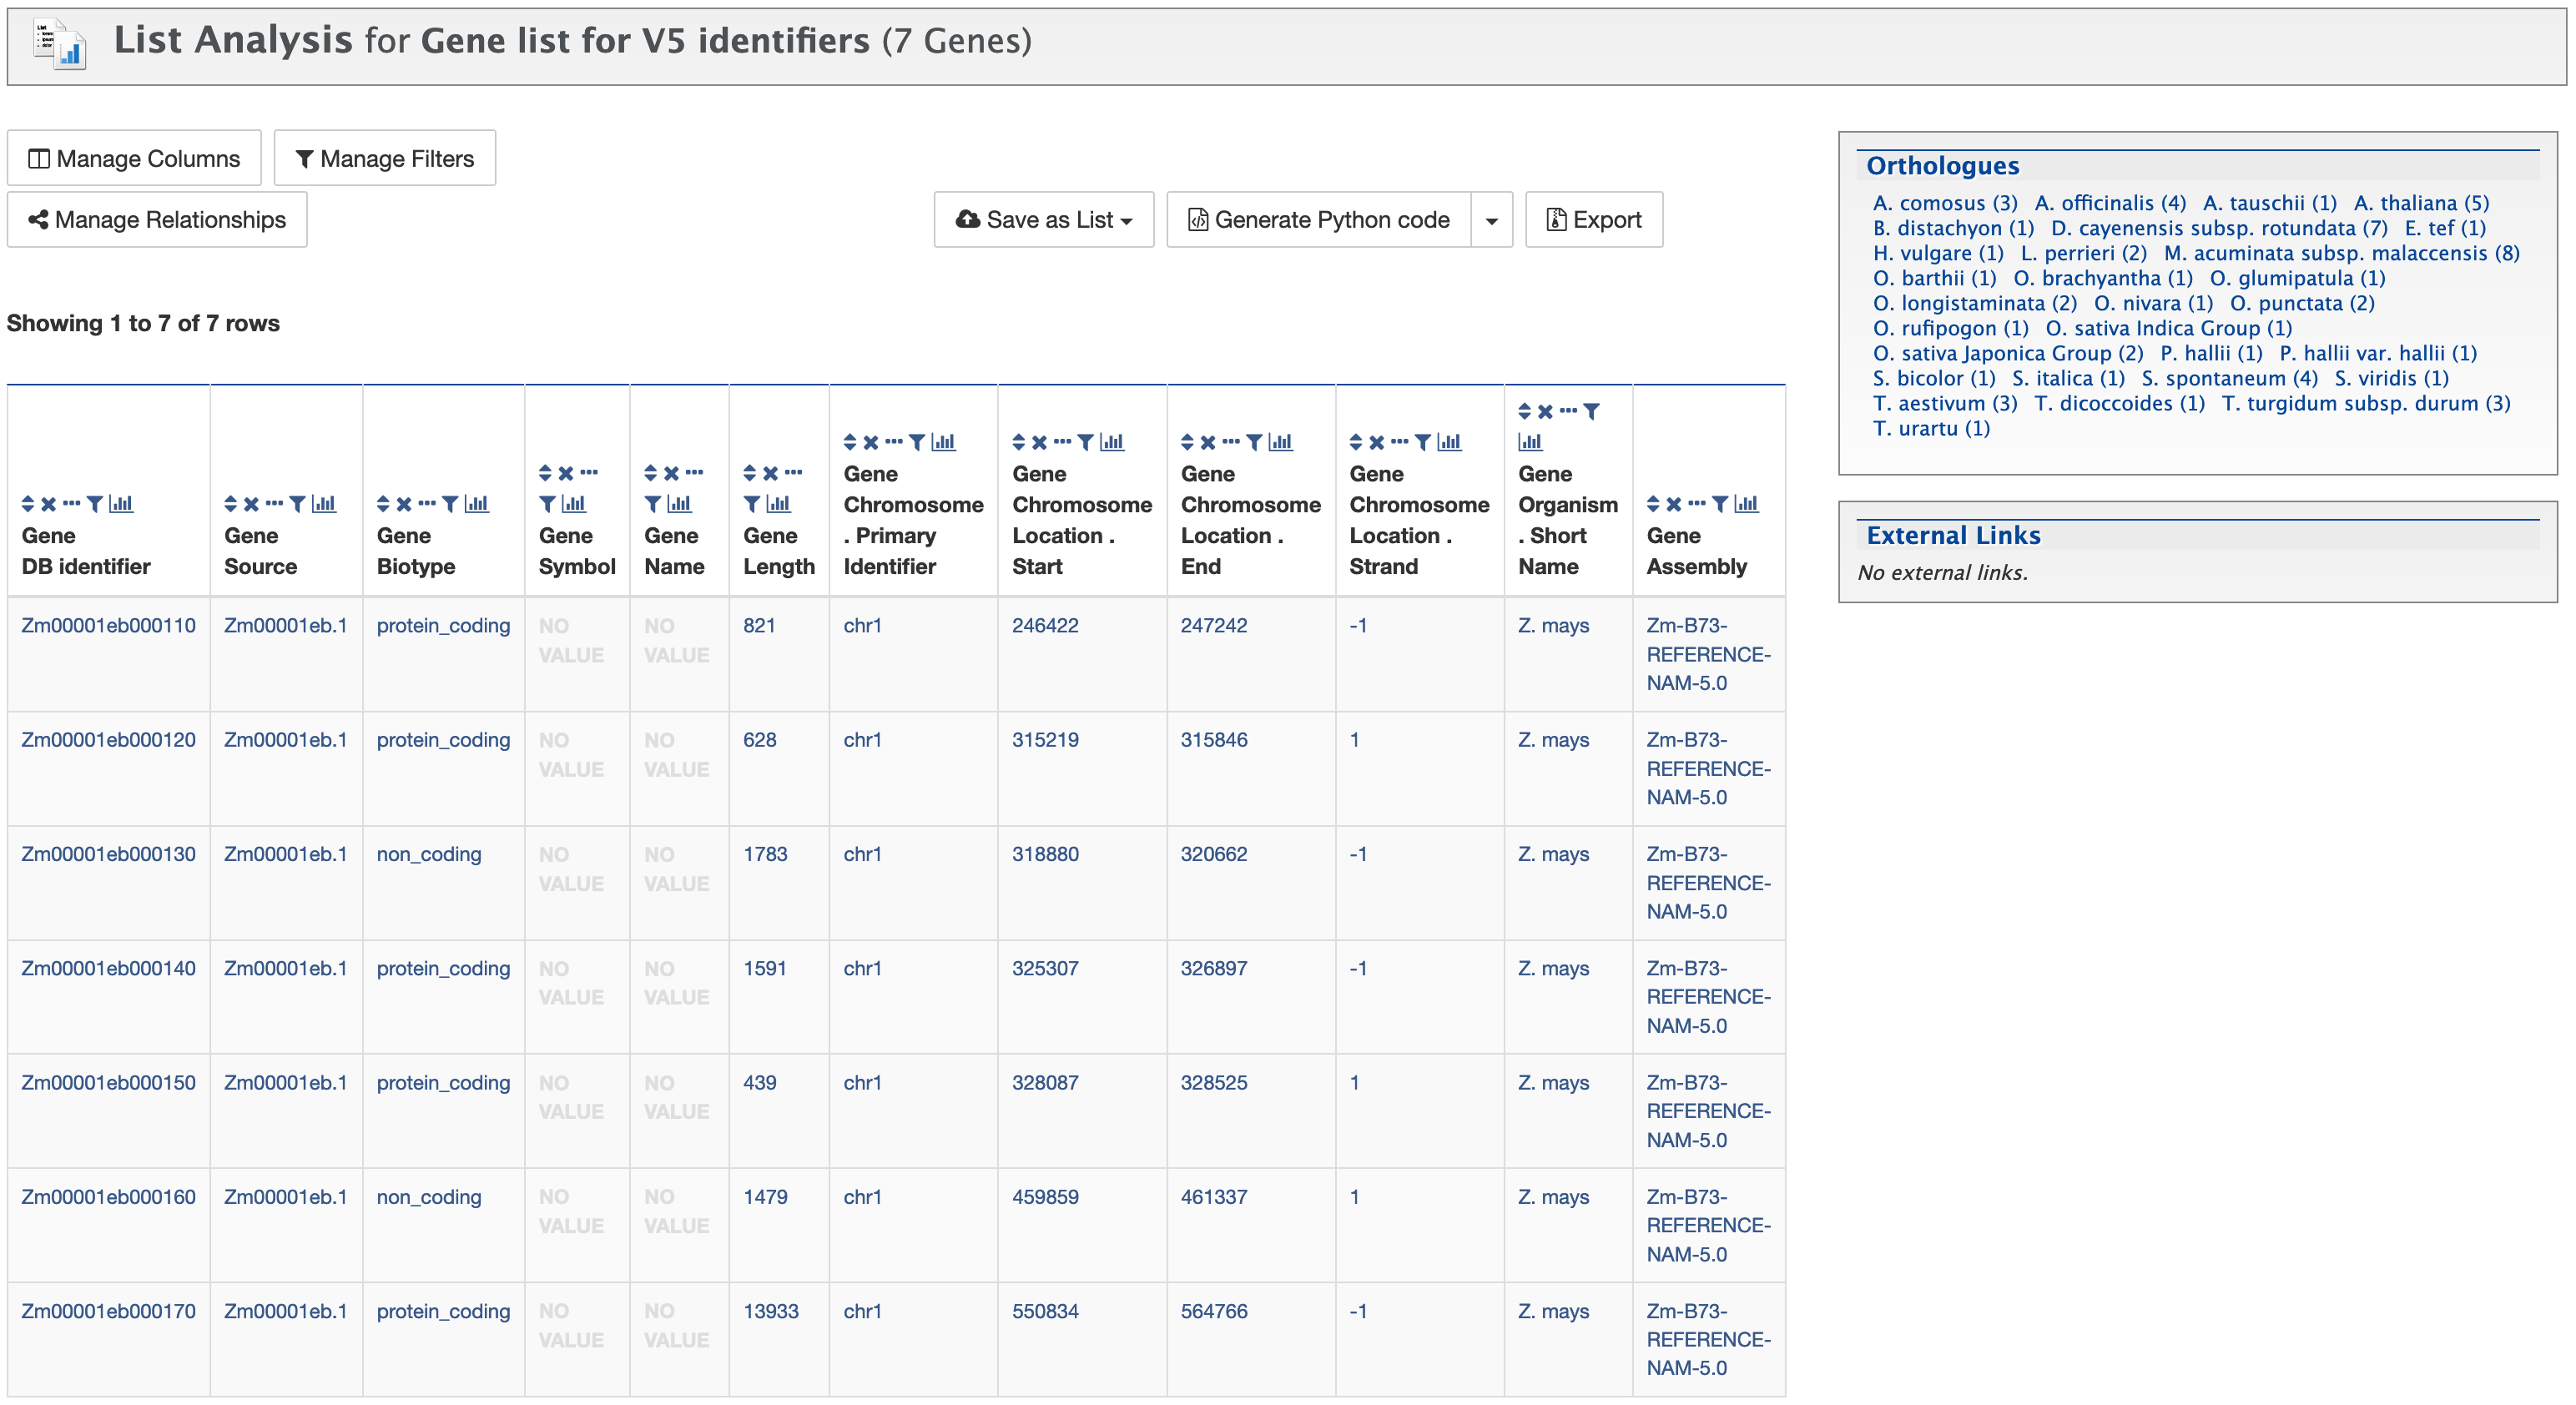 List Analysis for Gene list for V5 identifiers (7 Genes)
Manage Columns
Manage Filters
Manage Relationships
Save as List
Generate Python code
Export
Showing 1 to 7 of 7 rows
Gene DB identifier
Gene Source
Gene Biotype
Gene Symbol
Gene Name
Gene Length
Gene Chromosome . Primary Identifier
Gene Chromosome Location . Start
Gene Chromosome Location . End
Gene Chromosome Location . Strand
Gene Organism . Short Name
Gene Assembly
Zm00001eb000110 Zm00001eb.1 protein_coding NO VALUE NO VALUE 821 chr1 246422 247242 -1 Z. mays Zm-B73-REFERENCE-NAM-5.0
Zm00001eb000120 Zm00001eb.1 protein_coding NO VALUE NO VALUE 628 chr1 315219 315846 1 Z. mays Zm-B73-REFERENCE-NAM-5.0
Zm00001eb000130 Zm00001eb.1 non_coding NO VALUE NO VALUE 1783 chr1 318880 320662 -1 Z. mays Zm-B73-REFERENCE-NAM-5.0
Zm00001eb000140 Zm00001eb.1 protein_coding NO VALUE NO VALUE 1591 chr1 325307 326897 -1 Z. mays Zm-B73-REFERENCE-NAM-5.0
Zm00001eb000150 Zm00001eb.1 protein_coding NO VALUE NO VALUE 439 chr1 328087 328525 1 Z. mays Zm-B73-REFERENCE-NAM-5.0
Zm00001eb000160 Zm00001eb.1 non_coding NO VALUE NO VALUE 1479 chr1 459859 461337 1 Z. mays Zm-B73-REFERENCE-NAM-5.0
Zm00001eb000170 Zm00001eb.1 protein_coding NO VALUE NO VALUE 13933 chr1 550834 564766 -1 Z. mays Zm-B73-REFERENCE-NAM-5.0
Orthologues
A. comosus (3) A. officinalis (4) A. tauschii (1) A. thaliana (5)
B. distachyon (1) D. cayenensis subsp. rotundata (7) E. tef (1)
H. vulgare (1) L. perrieri (2) M. acuminata subsp. malaccensis (8)
O. barthii (1) O. brachyantha (1) O. glumipatula (1)
O. longistaminata (2) O. nivara (1) O. punctata (2)
O. rufipogon (1) O. sativa Indica Group (1)
O. sativa Japonica Group (2) P. hallii (1) P. hallii var. hallii (1)
S. bicolor (1) S. italica (1) S. spontaneum (4) S. viridis (1)
T. aestivum (3) T. dicoccoides (1) T. turgidum subsp. durum (3)
T. urartu (1)
External Links
No external links.